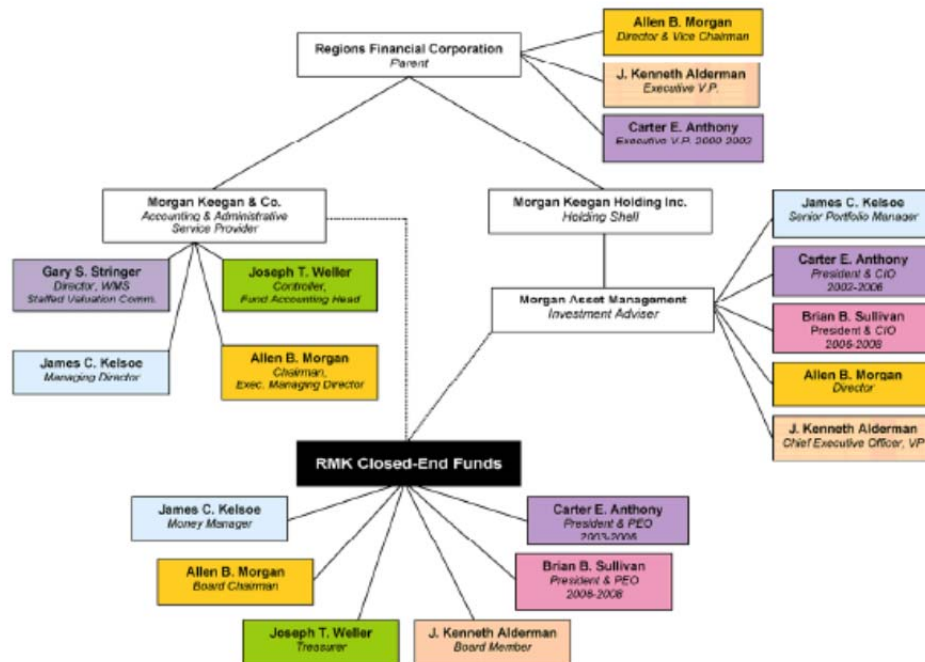 Allen B. Morgan
Director & Vice Chairman
Regions Financial Corporation
Parent
J. Kenneth Alderman
Executive V.P.
Carter E. Anthony
Executive V.P. 2000-2002
Morgan Keegan & Co.
Accounting & Administrative
Service Provider
Morgan Keegan Holding Inc.
Holding Shell
James C. Kelsoe
Senior Portfolio Manager
Gary S. Stringer
Director, WMS
Staffed Valuation Comm.
Joseph T. Weller
Controller,
Fund Accounting Head
Carter E. Anthony
President & CIO
2002-2006
Morgan Asset Management
Investment Adviser
Brian B. Sullivan
President & CIO
2006-2008
James C. Kelsoe
Managing Director
Allen B. Morgan
Chairman,
Exec. Managing Director
Allen B. Morgan
Director
J. Kenneth Alderman
Chief Executive Officer, VP
RMK Closed-End Funds
James C. Kelsoe
Money Manager
Carter E. Anthony
President & PEO
2003-2006
Allen B. Morgan
Board Chairman
Brian B. Sullivan
President & PEO
2006-2008
Joseph T. Weller
Treasurer
J. Kenneth Alderman
Board Member